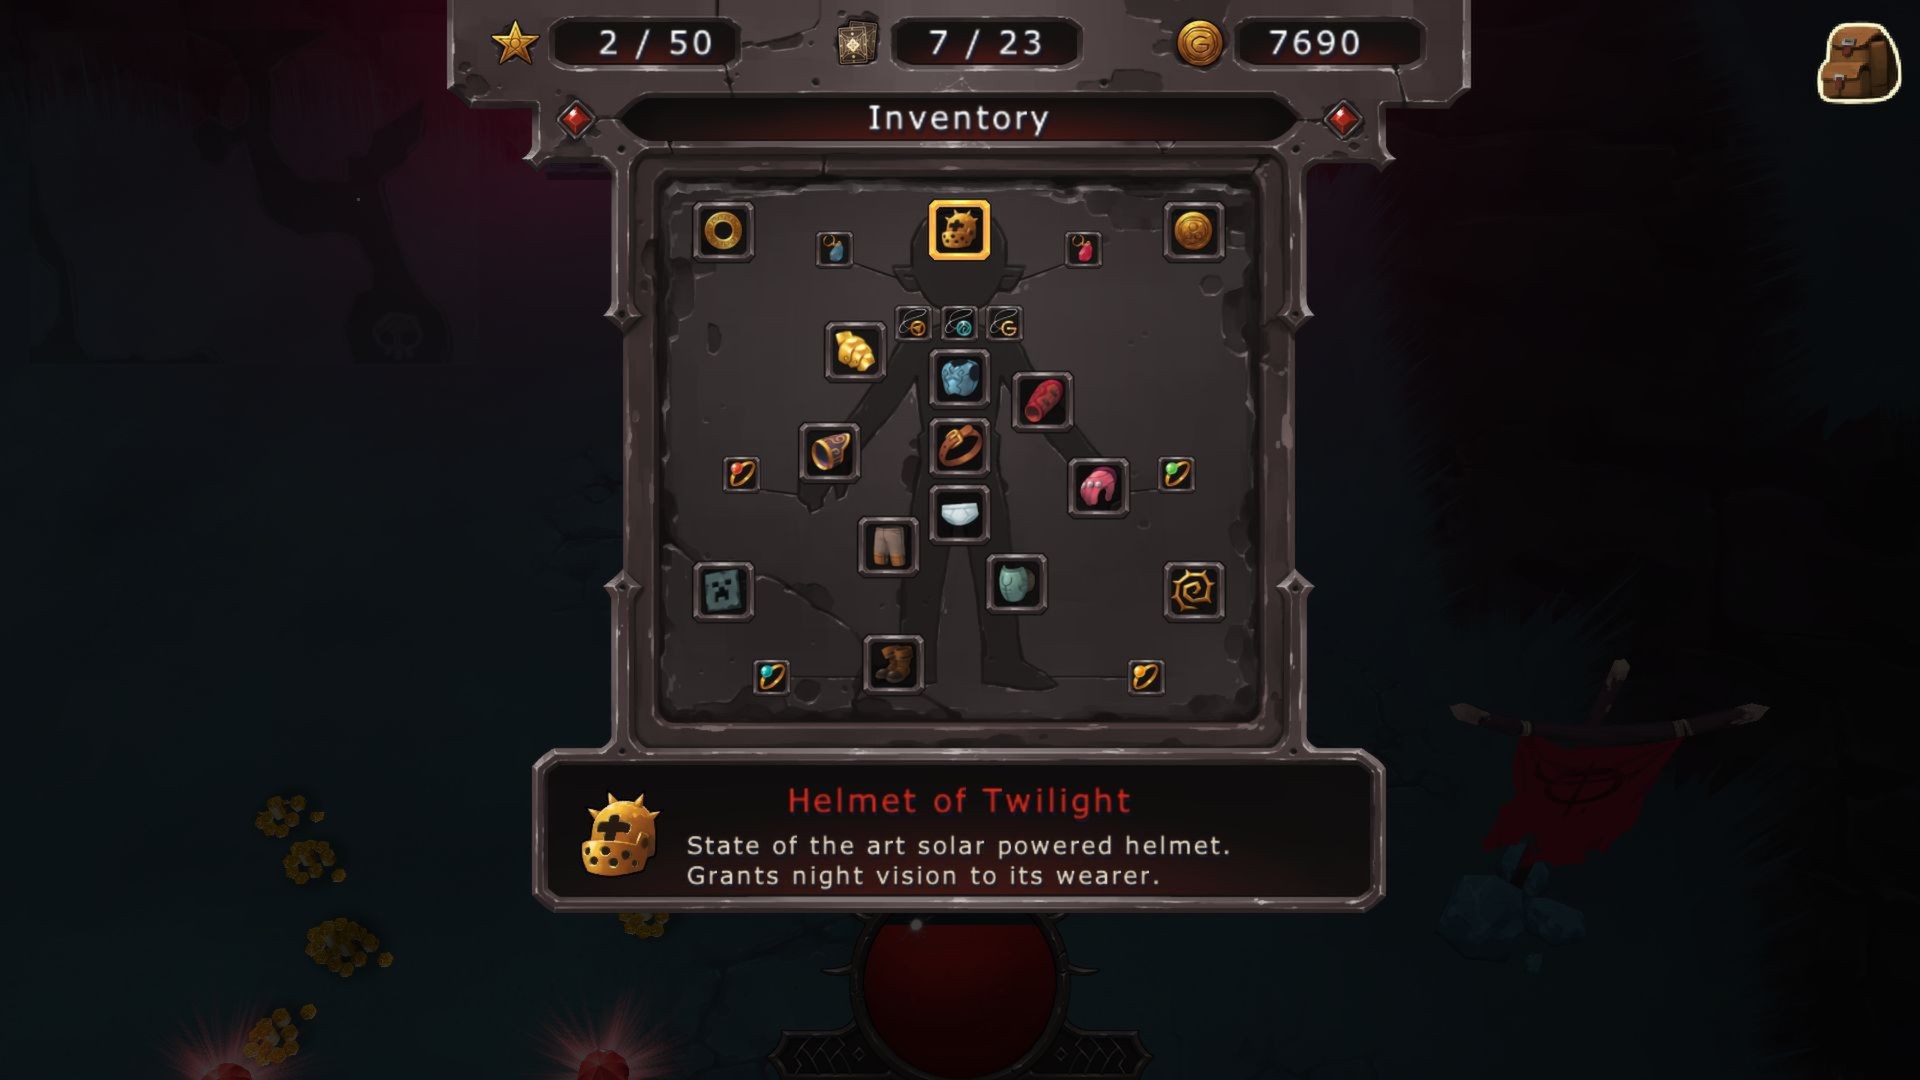 2 / 50
7 / 23
7690
Inventory
Helmet of Twilight
State of the art solar powered helmet.
Grants night vision to its wearer.